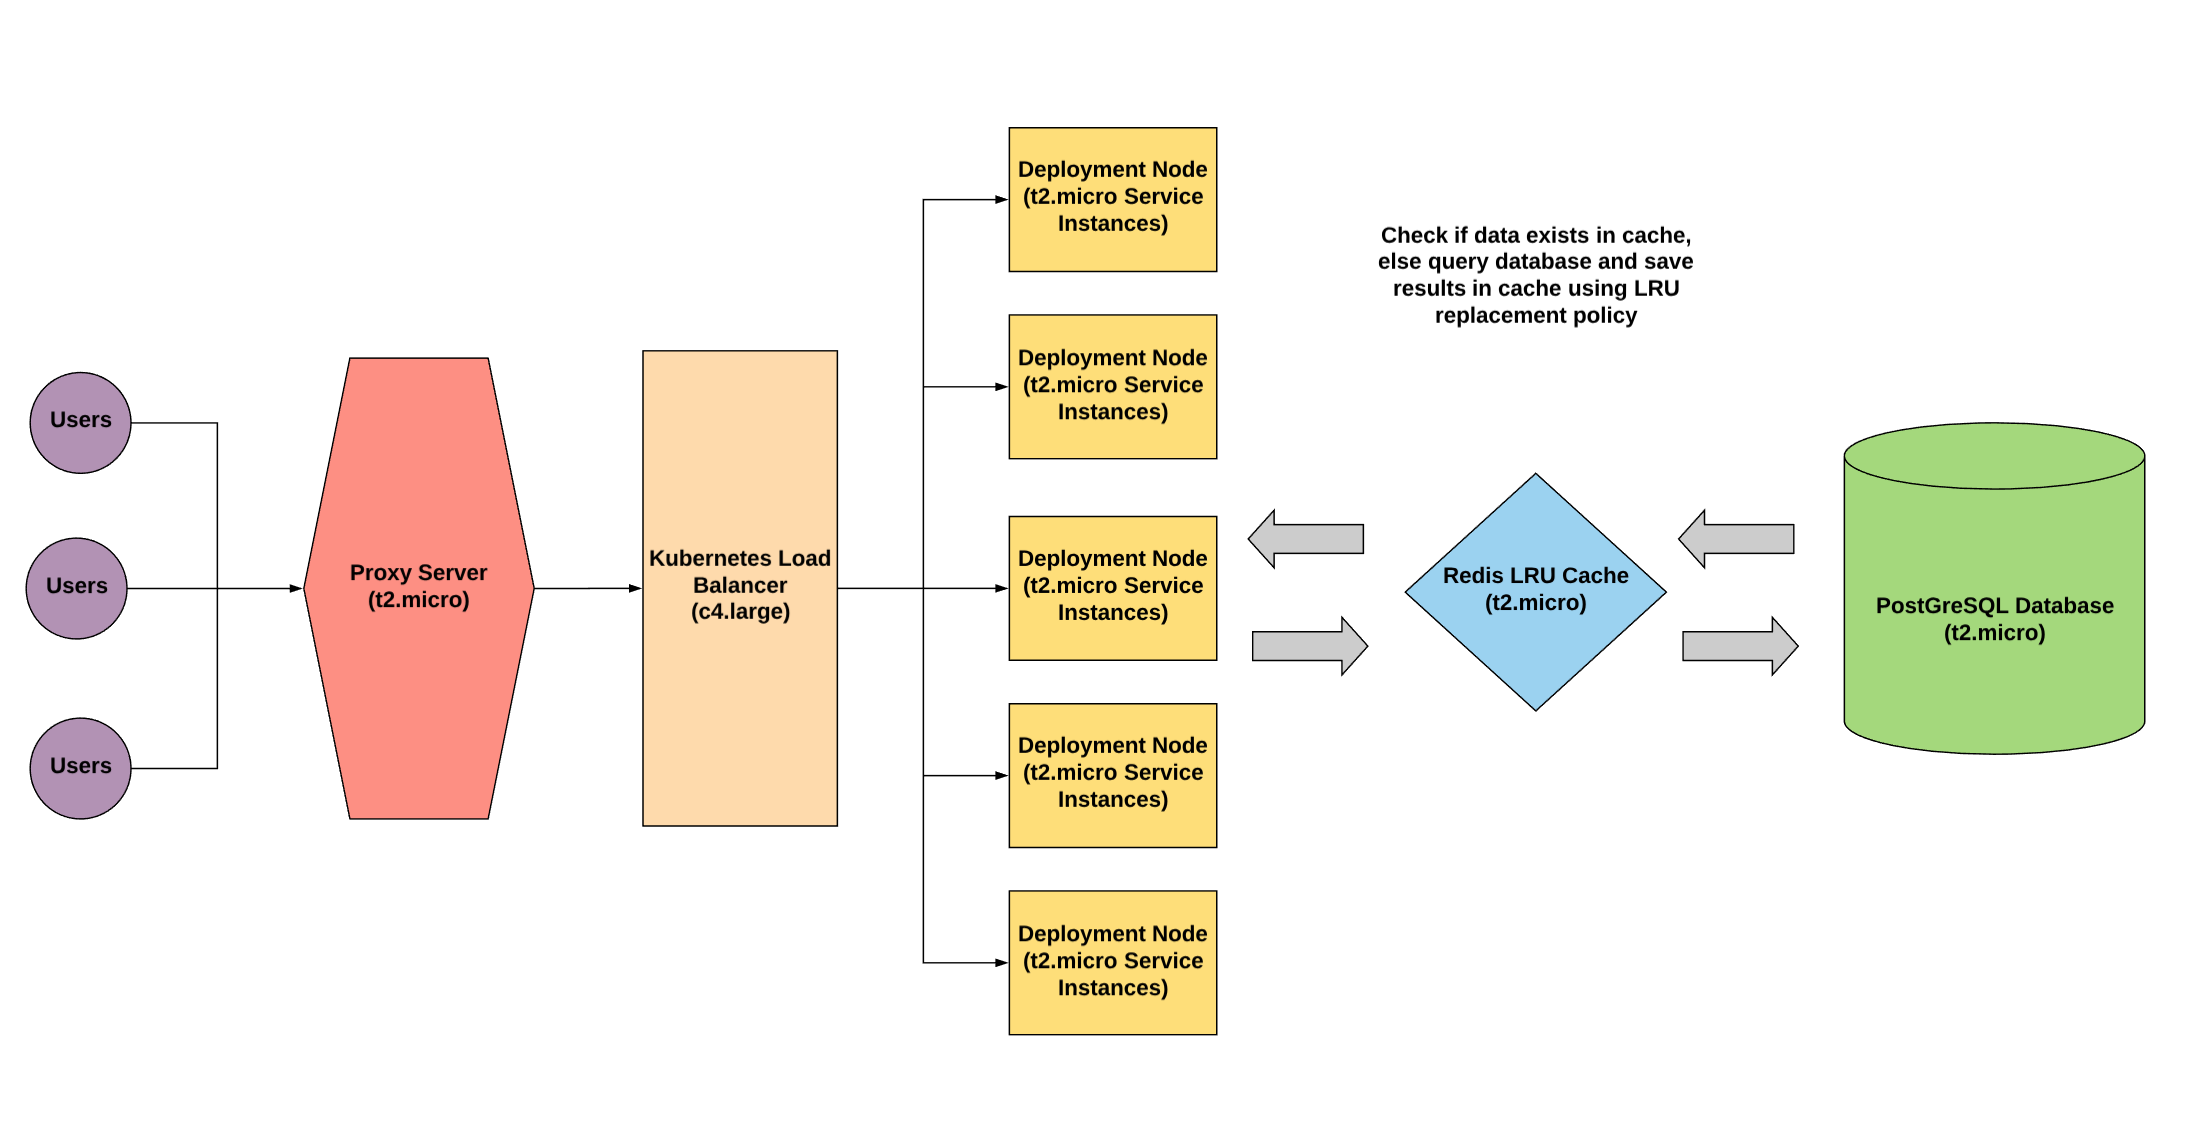 Users
Users
Users
Proxy Server
(t2.micro)
Kubernetes Load
Balancer
(c4.large)
Deployment Node
(t2.micro Service
Instances)
Deployment Node
(t2.micro Service
Instances)
Deployment Node
(t2.micro Service
Instances)
Deployment Node
(t2.micro Service
Instances)
Deployment Node
(t2.micro Service
Instances)
Check if data exists in cache,
else query database and save
results in cache using LRU
replacement policy
Redis LRU Cache
(t2.micro)
PostGreSQL Database
(t2.micro)